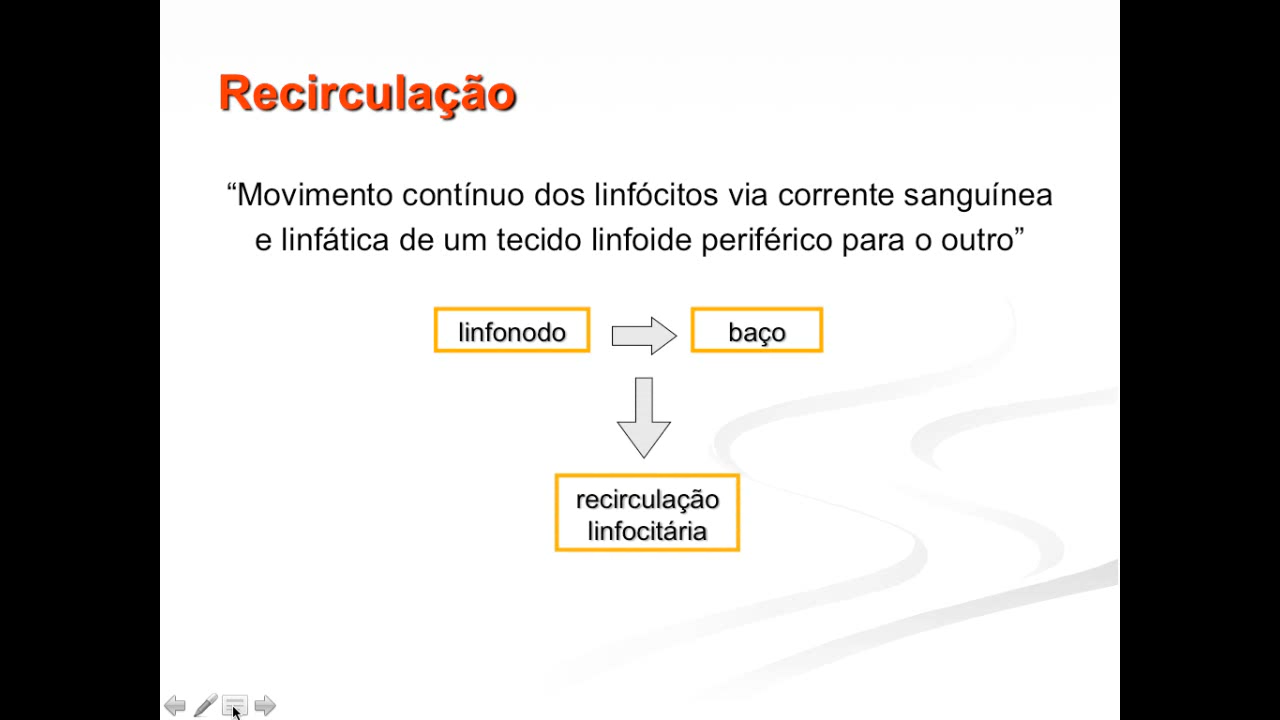 Recirculação
“Movimento contínuo dos linfócitos via corrente sanguínea
e linfática de um tecido linfoide periférico para o outro”
linfonodo
baço
recirculação
linfocitária